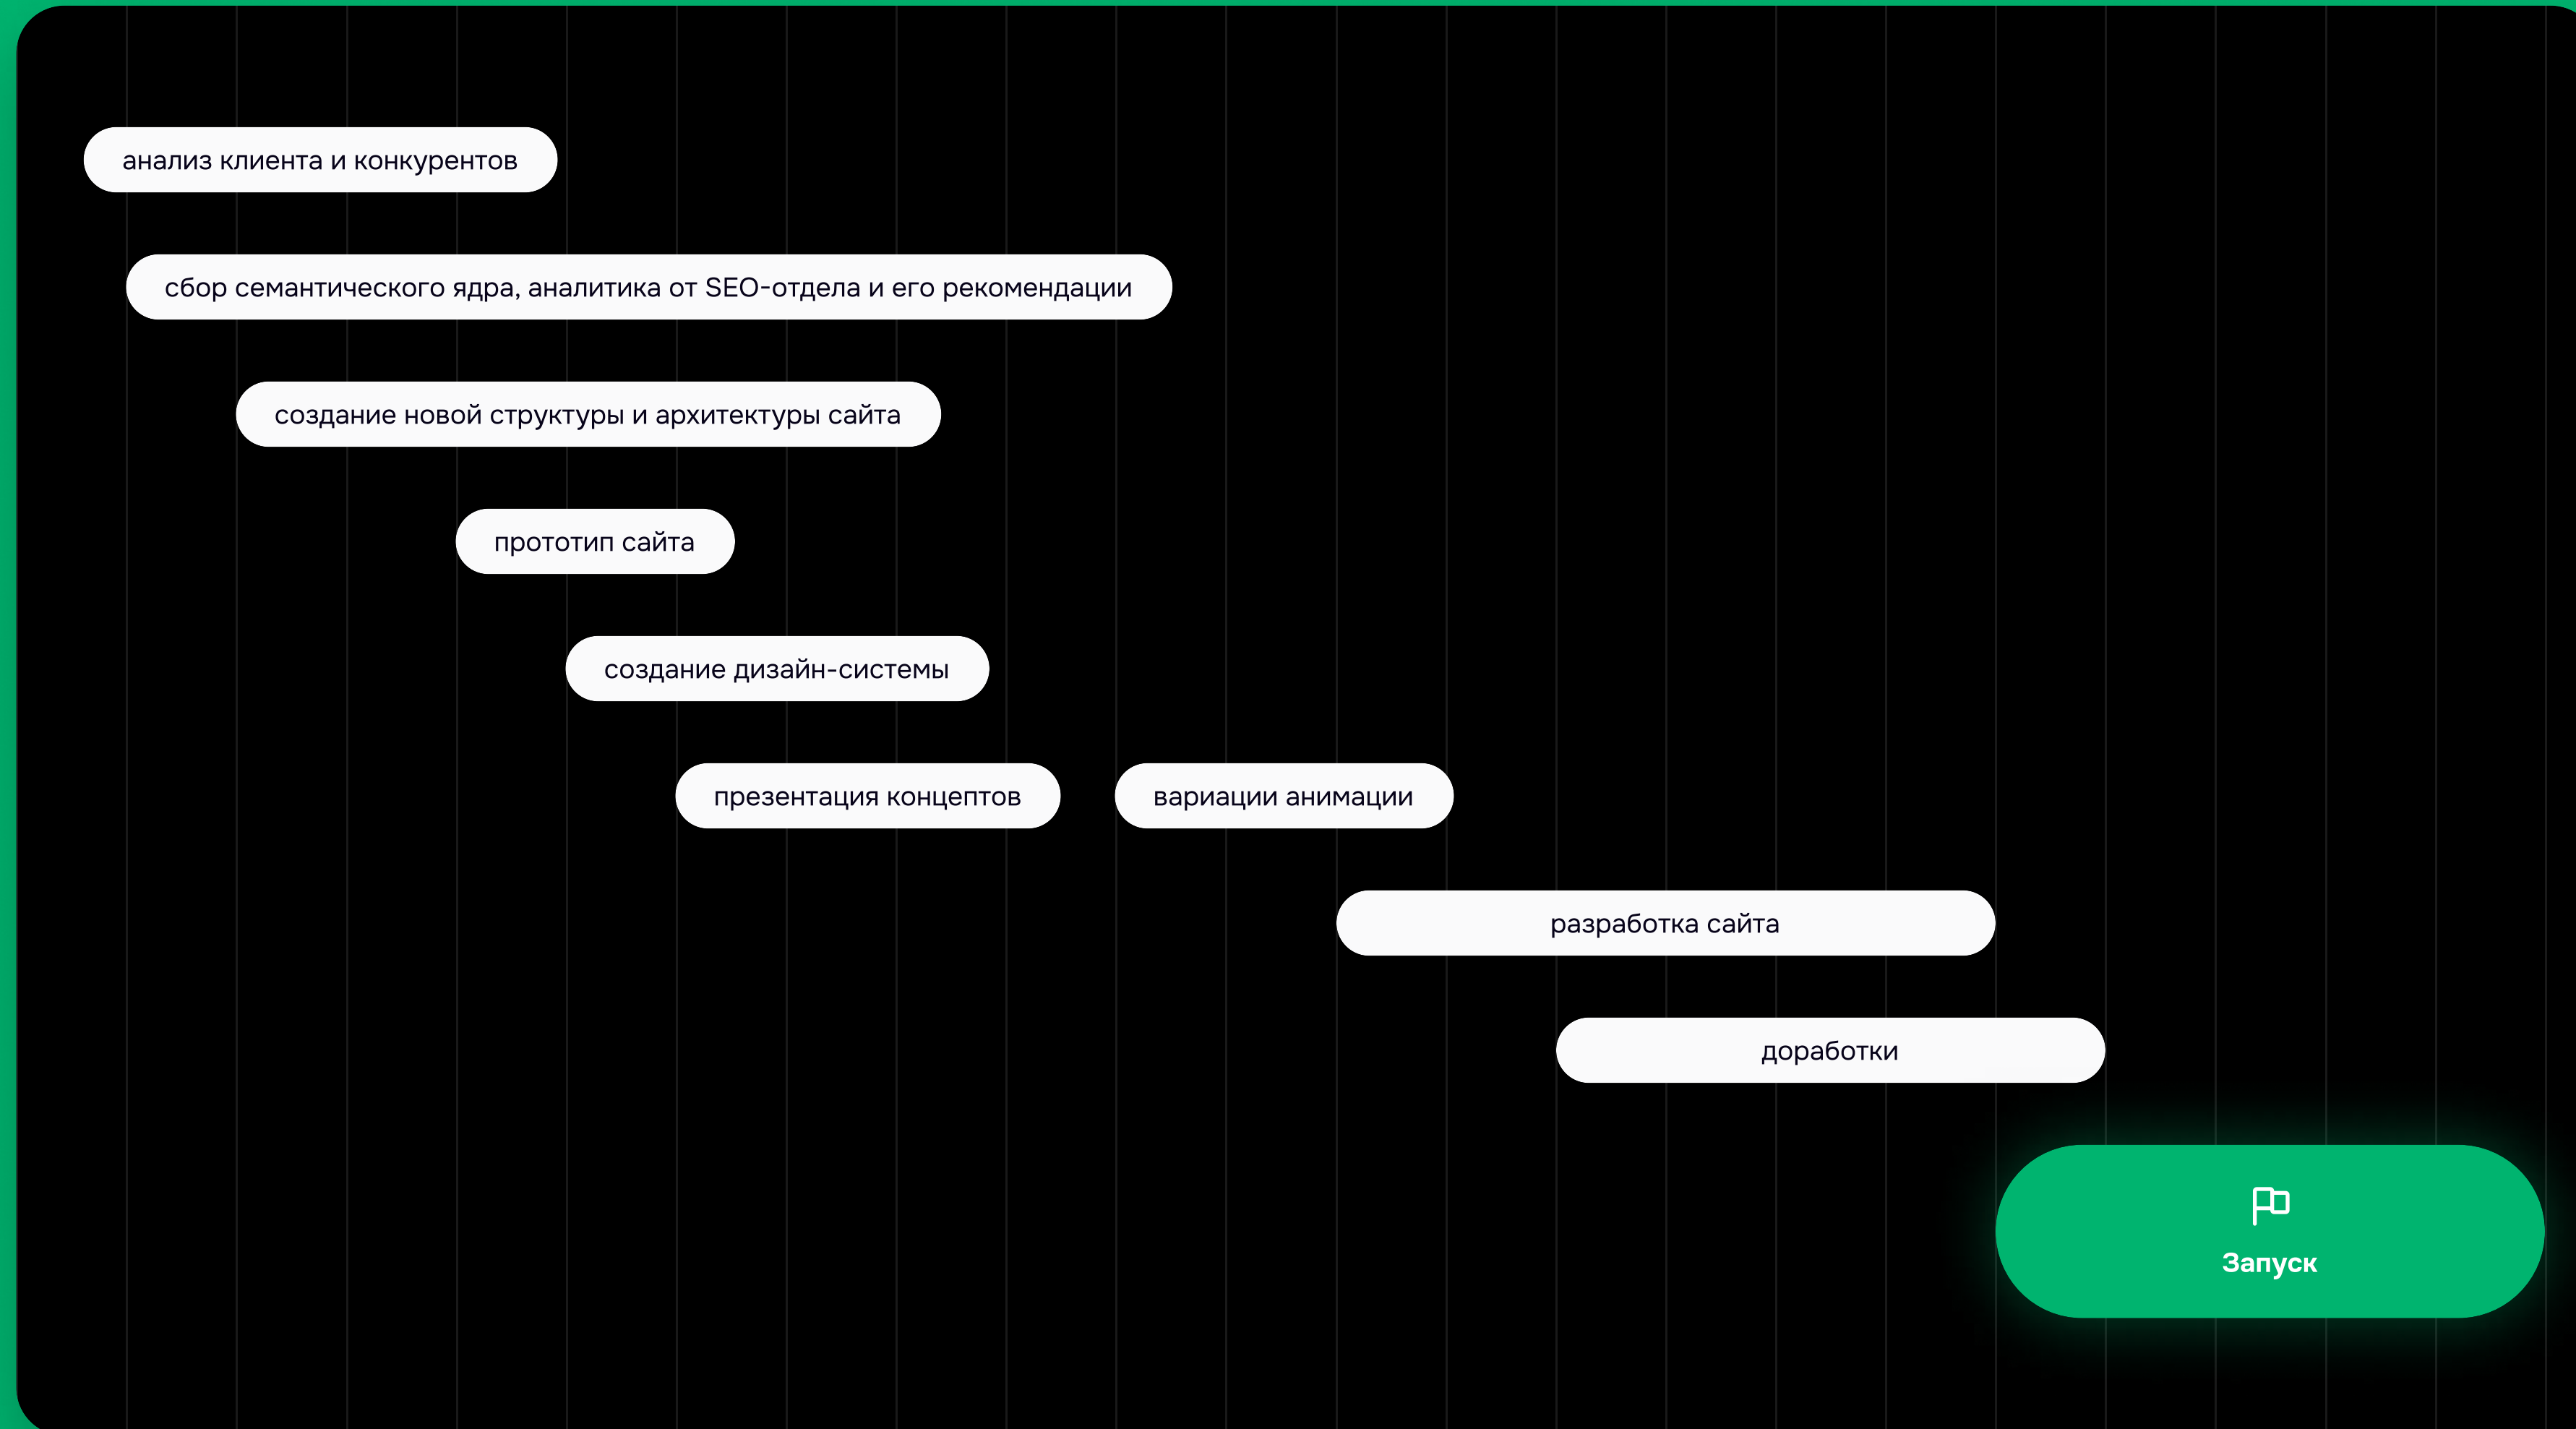 анализ клиента и конкурентов
сбор семантического ядра, аналитика от SEO-отдела и его рекомендации
создание новой структуры и архитектуры сайта
прототип сайта
создание дизайн-системы
презентация концептов
вариации анимации
разработка сайта
доработки
Запуск